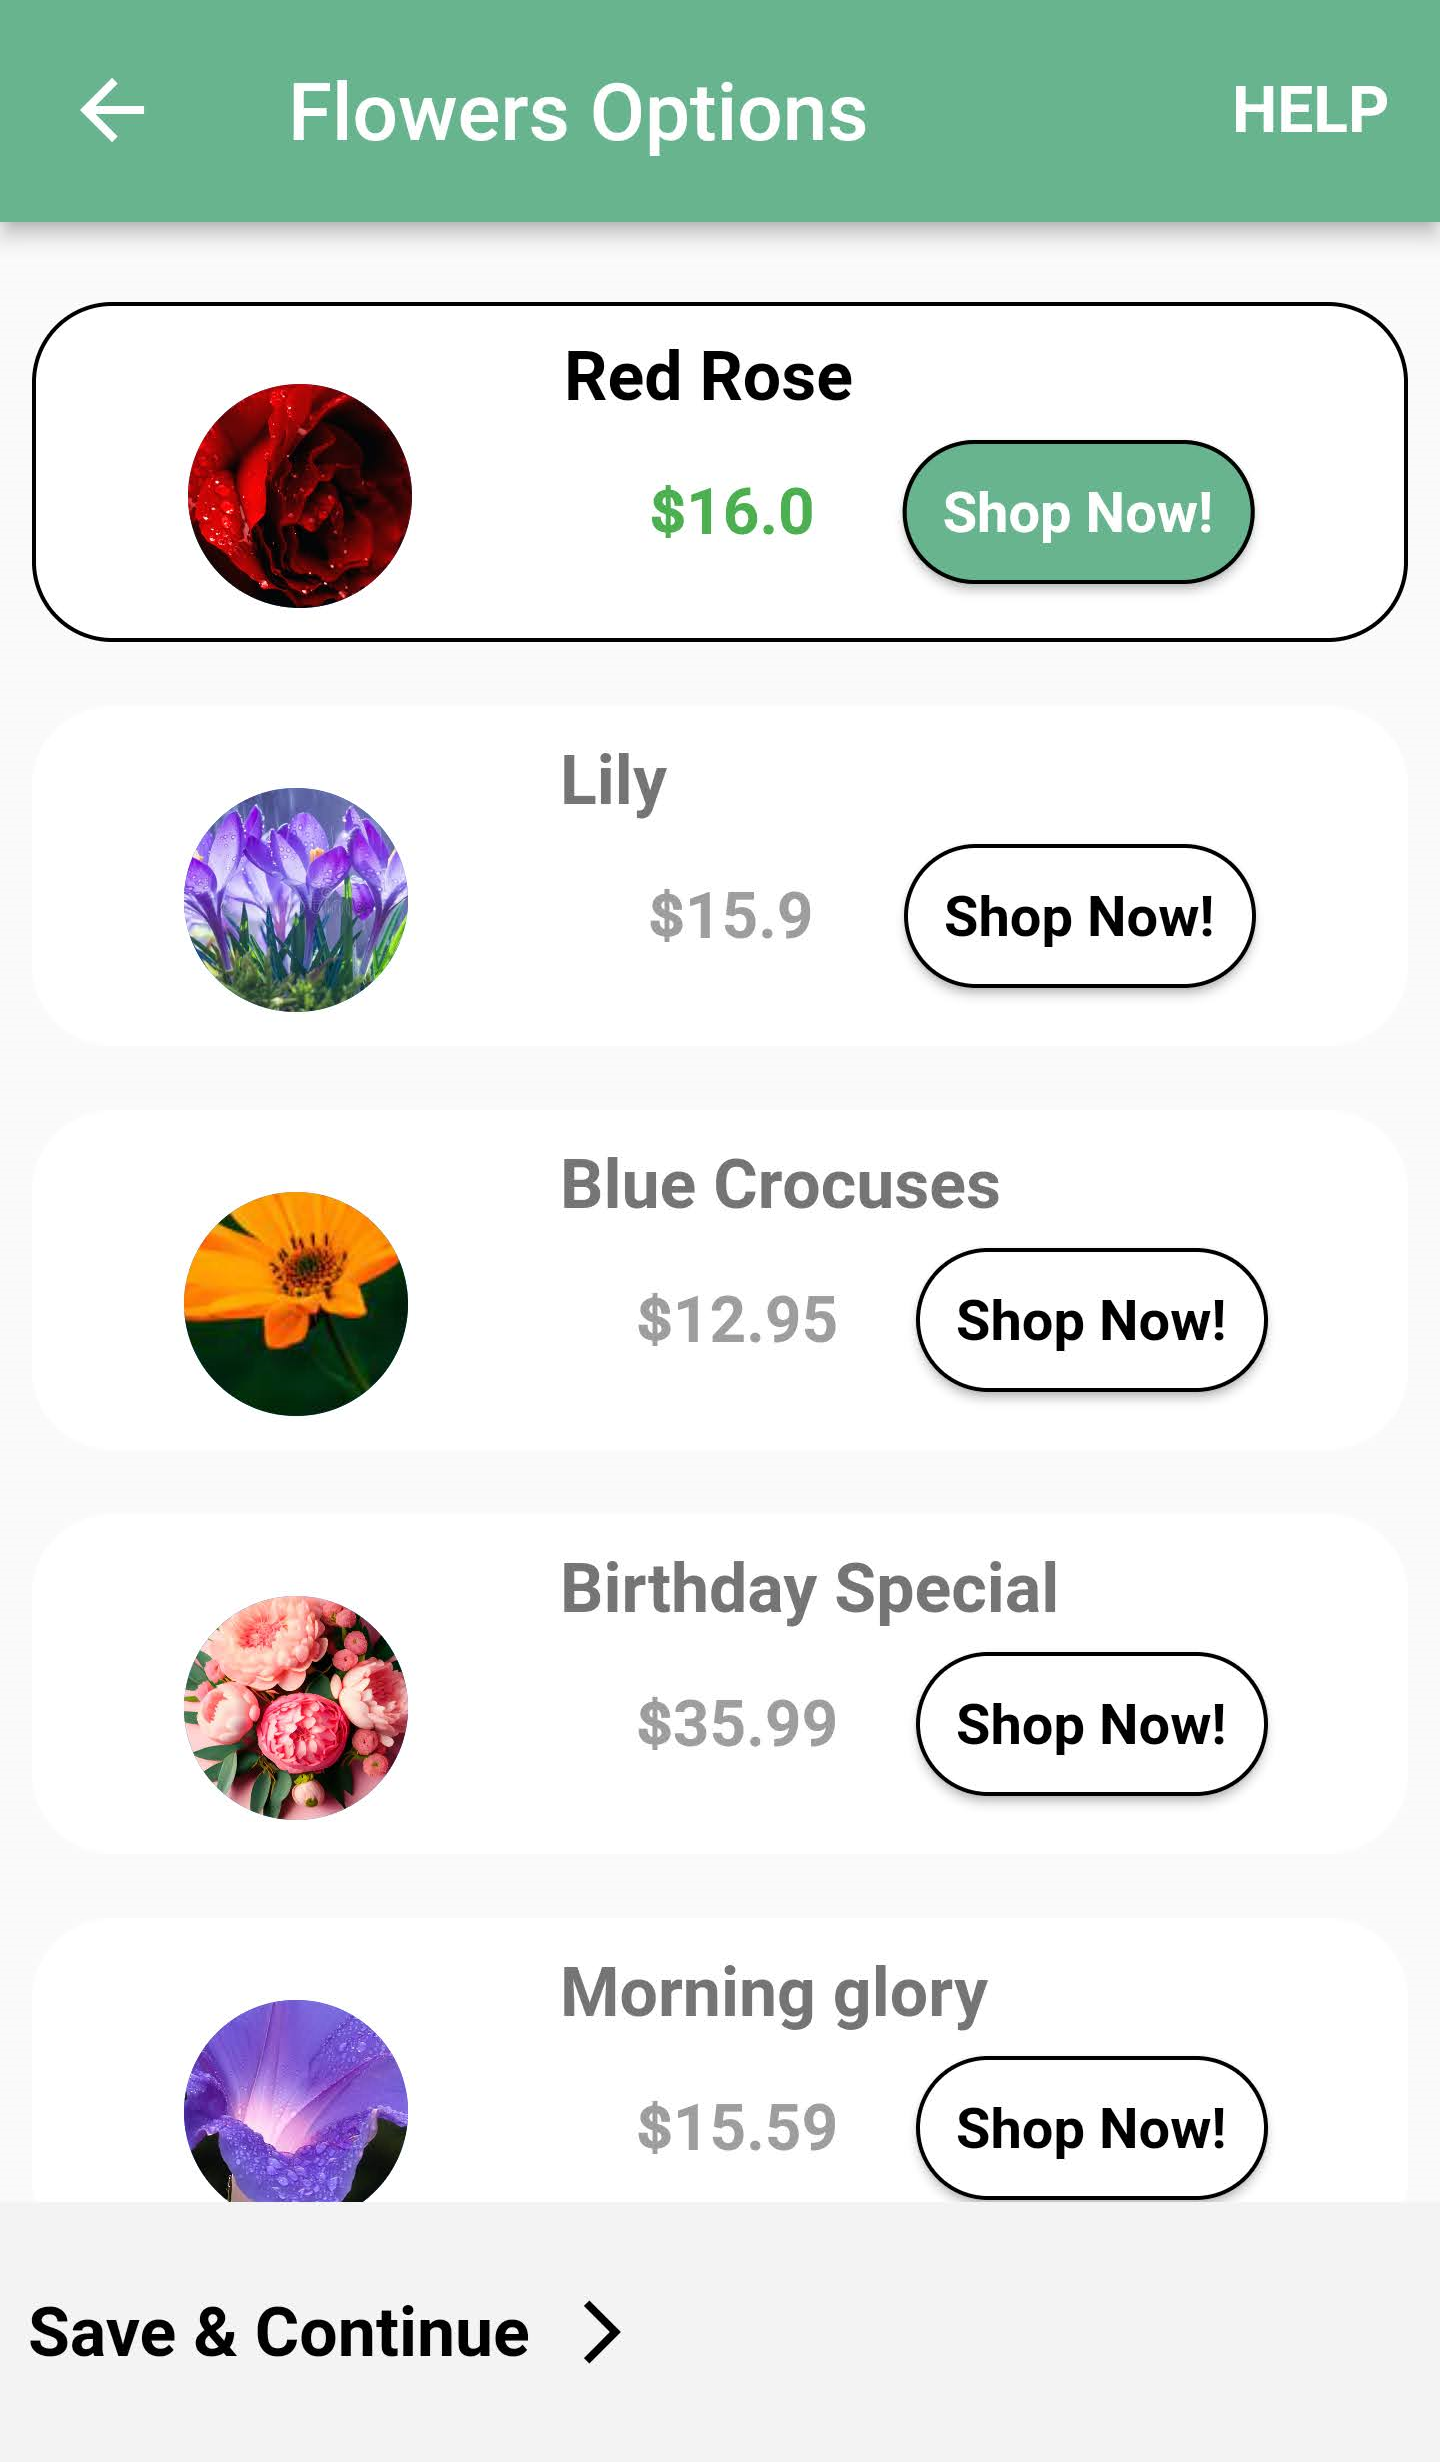 Flowers Options
HELP
Red Rose
$16.0
Shop Now!
Lily
$15.9
Shop Now!
Blue Crocuses
$12.95
Shop Now!
Birthday Special
$35.99
Shop Now!
Morning glory
$15.59
Shop Now!
Save & Continue